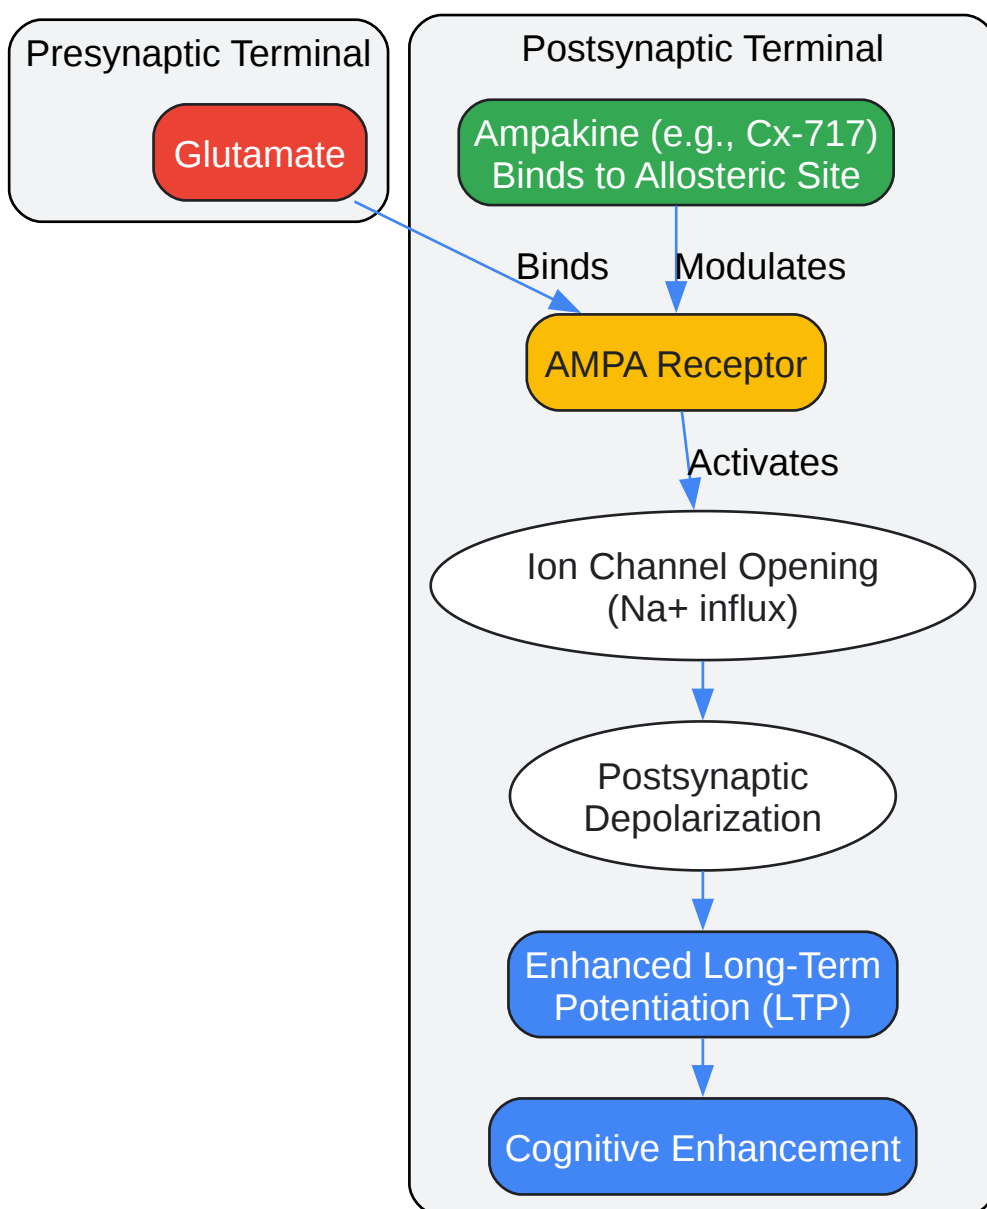 Presynaptic Terminal
Glutamate
Postsynaptic Terminal
Ampakine (e.g., Cx-717)
Binds to Allosteric Site
Binds
Modulates
AMPA Receptor
Activates
Ion Channel Opening
(Na+ influx)
Postsynaptic
Depolarization
Enhanced Long-Term
Potentiation (LTP)
Cognitive Enhancement